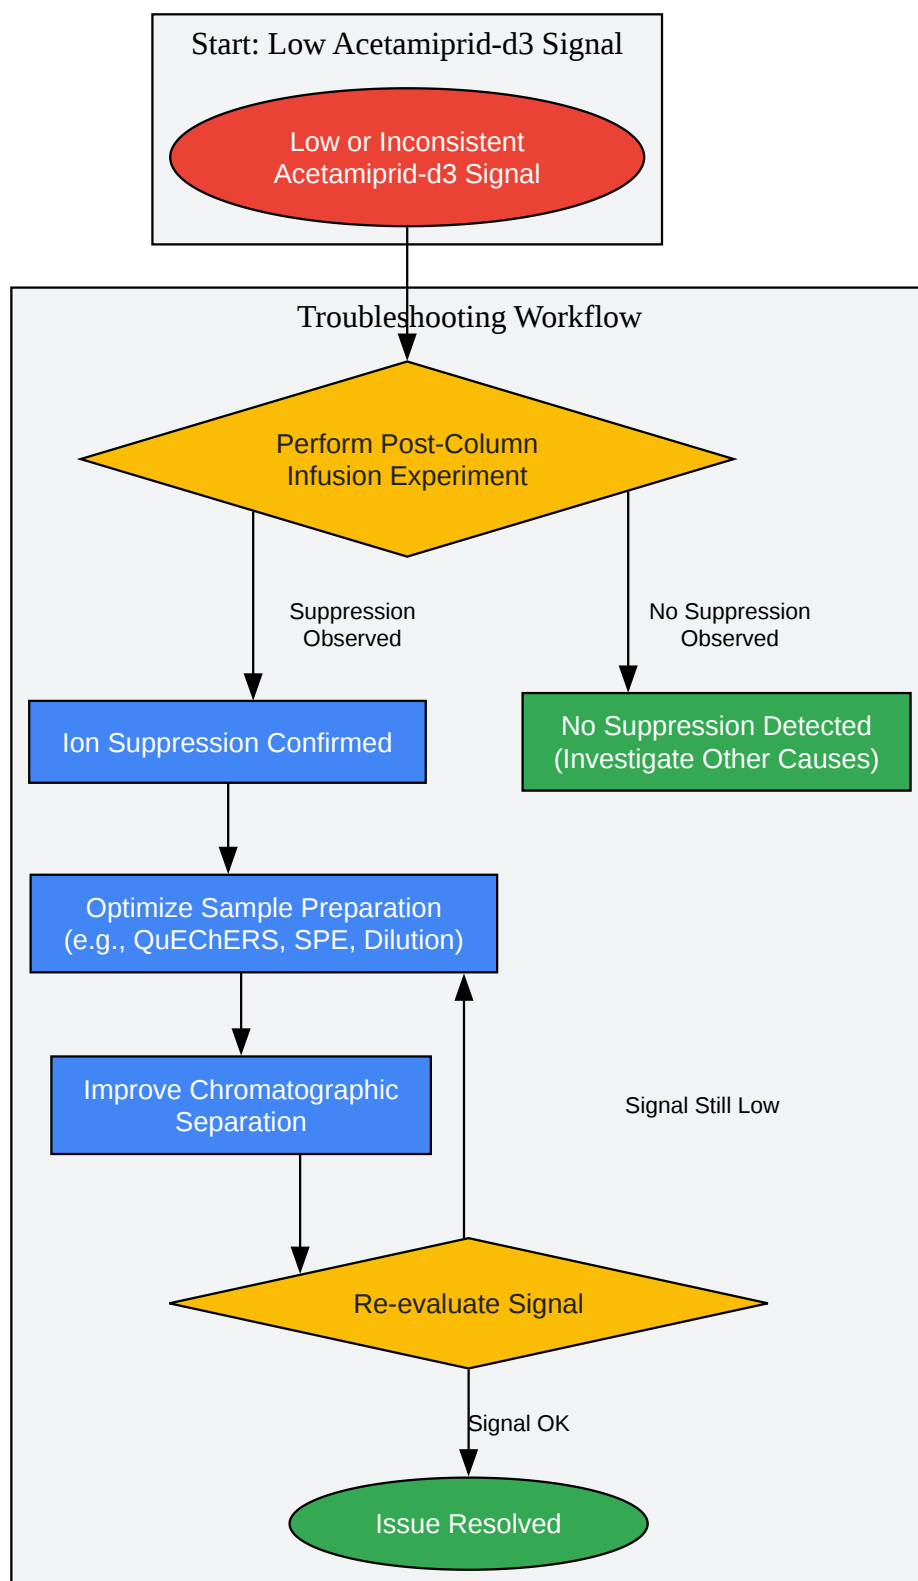 Start: Low Acetamiprid-d3 Signal
Low or Inconsistent
Acetamiprid-d3 Signal
Troubleshooting Workflow
Perform Post-Column
Infusion Experiment
Suppression
Observed
No Suppression
Observed
Ion Suppression Confirmed
No Suppression Detected
(Investigate Other Causes)
Optimize Sample Preparation
(e.g., QuEChERS, SPE, Dilution)
Improve Chromatographic
Separation
Signal Still Low
Re-evaluate Signal
Signal OK
Issue Resolved